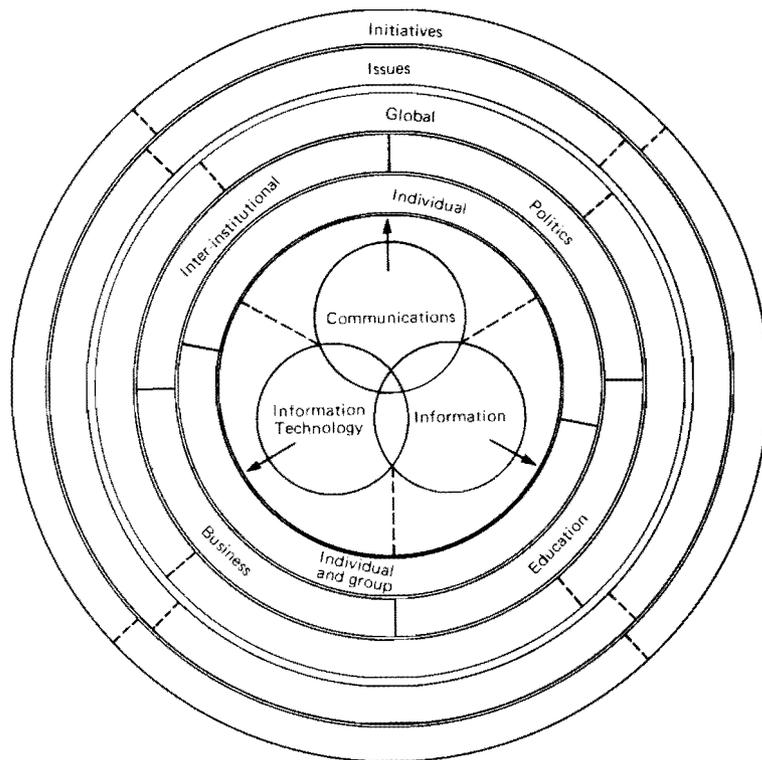 Initiatives
Issues
Global
Inter-institutional
Individual
Politics
Communications
Information
Technology
Information
Business
Individual
and group
Education